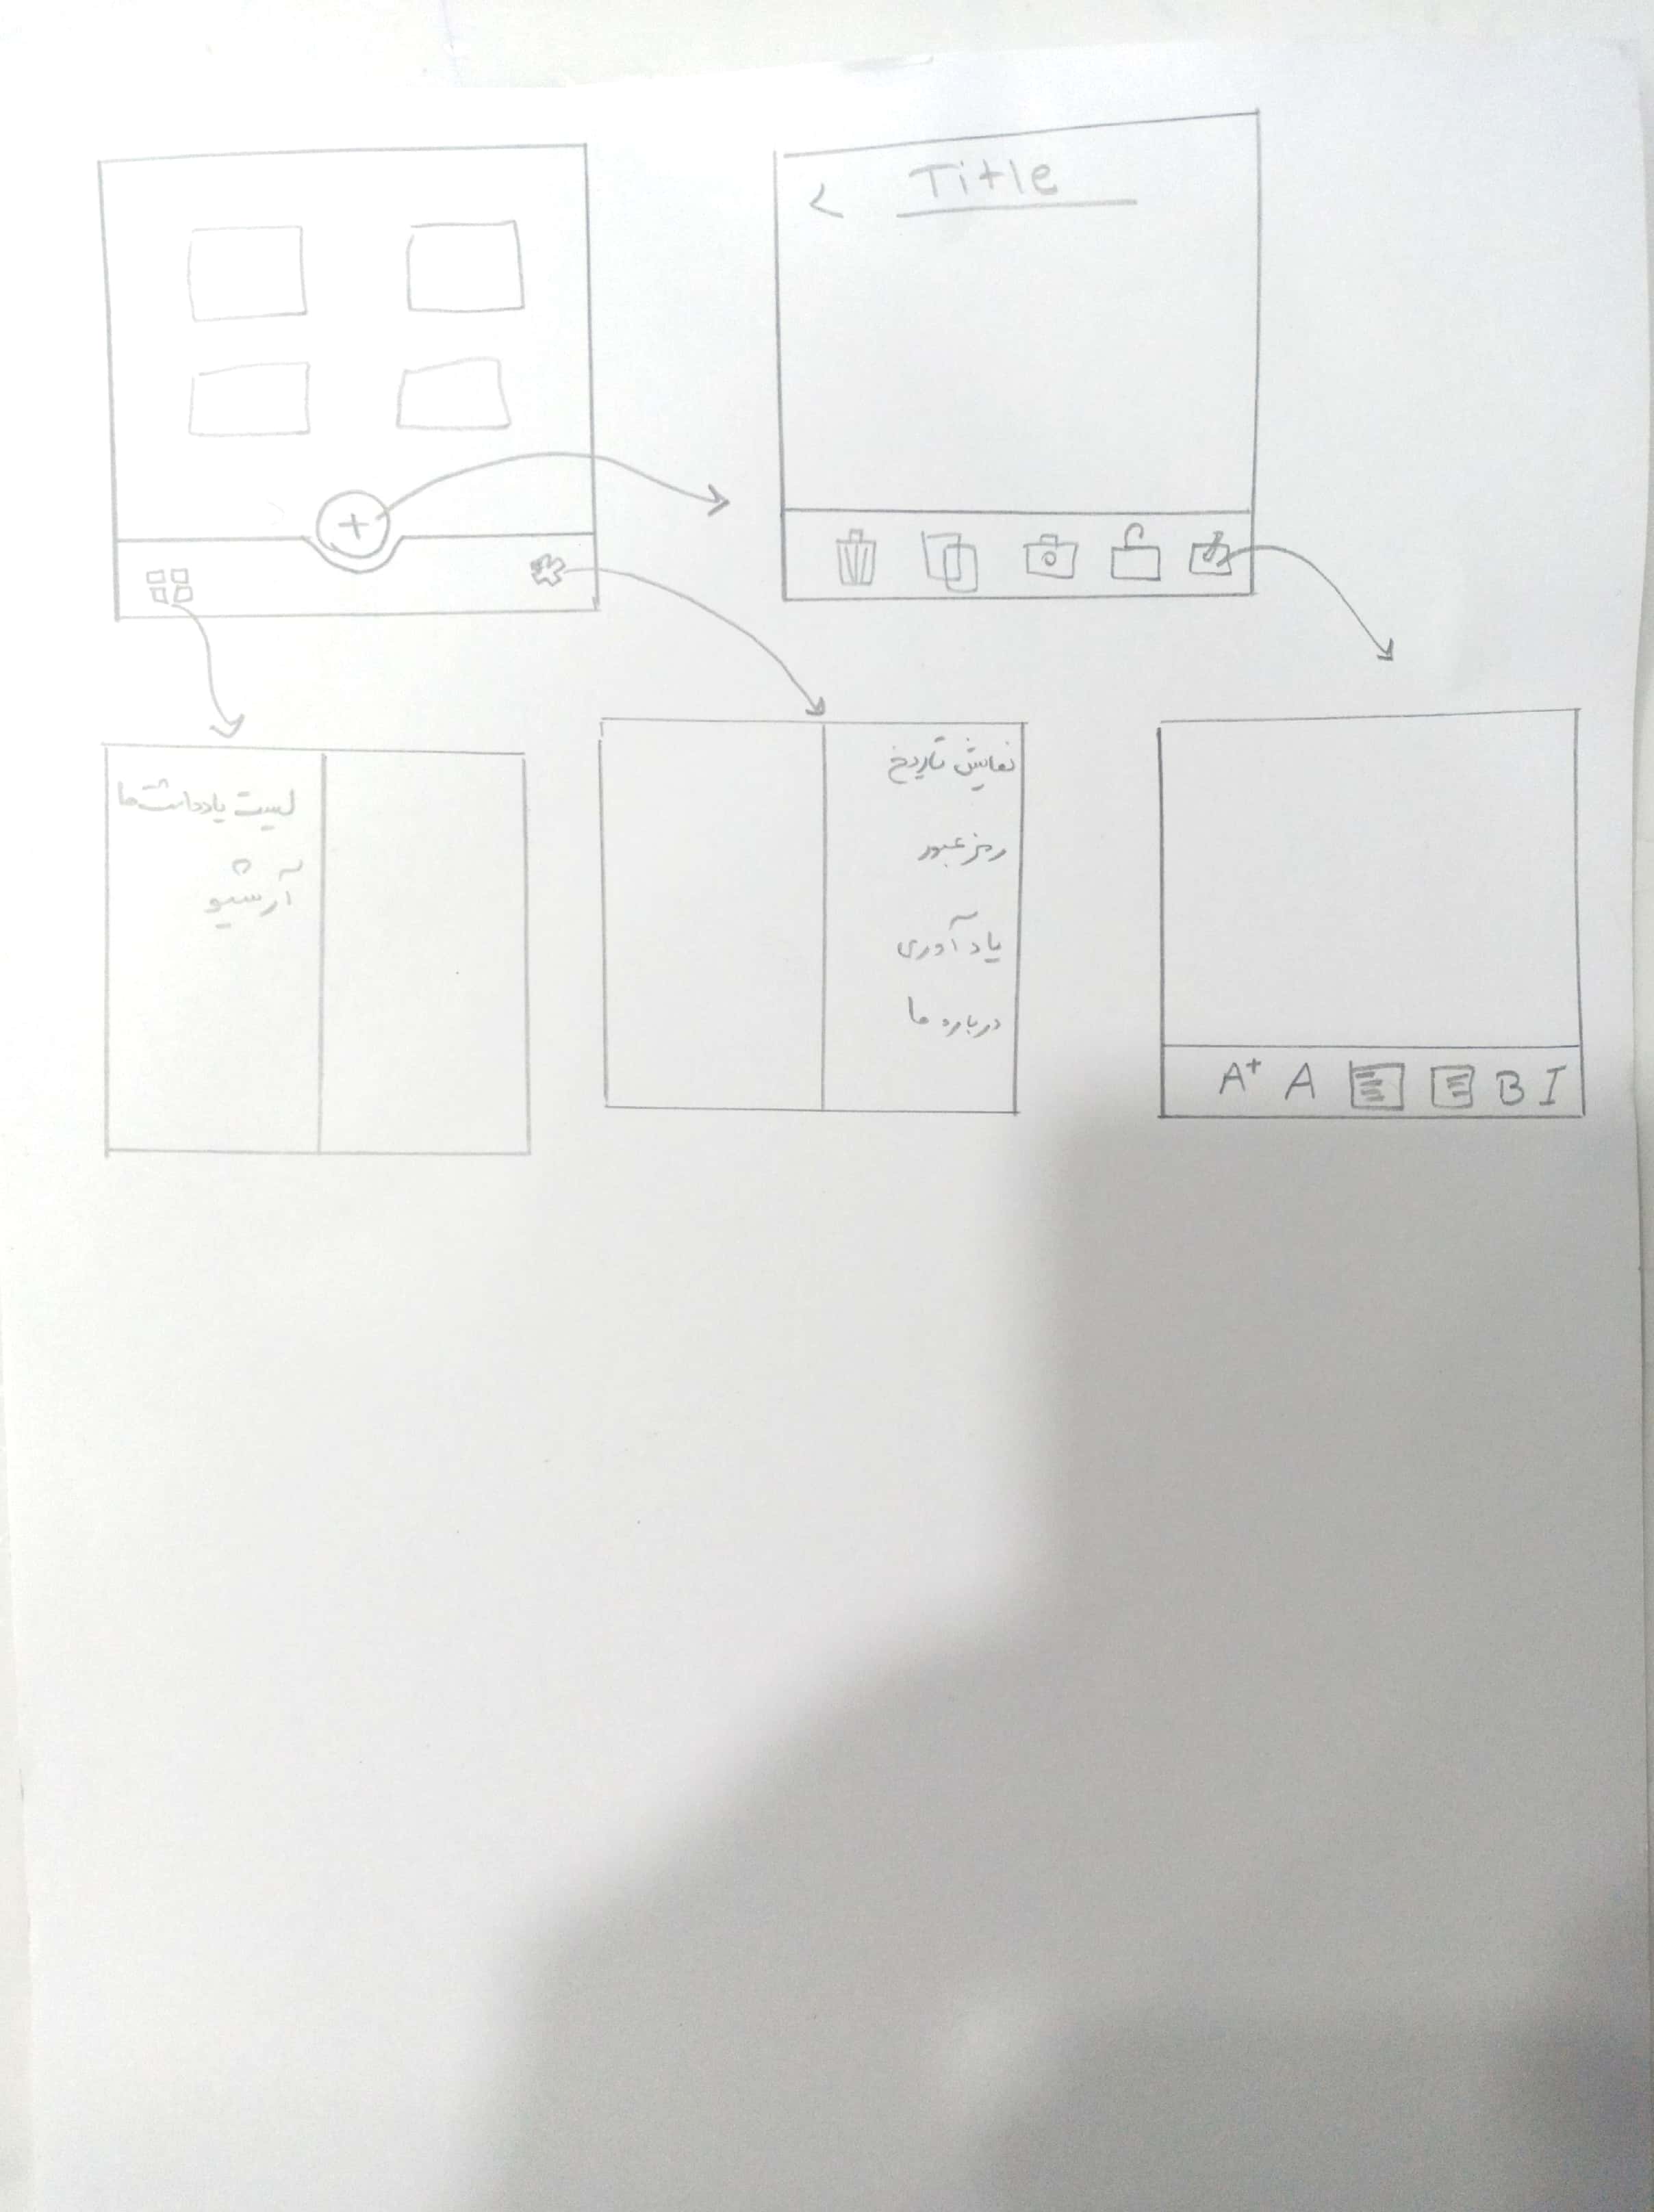 Title
لیست یادداشت‌ها
آرشیو
نمایش تاریخ
رمز عبور
یادآوری
درباره ما
A+ A B I